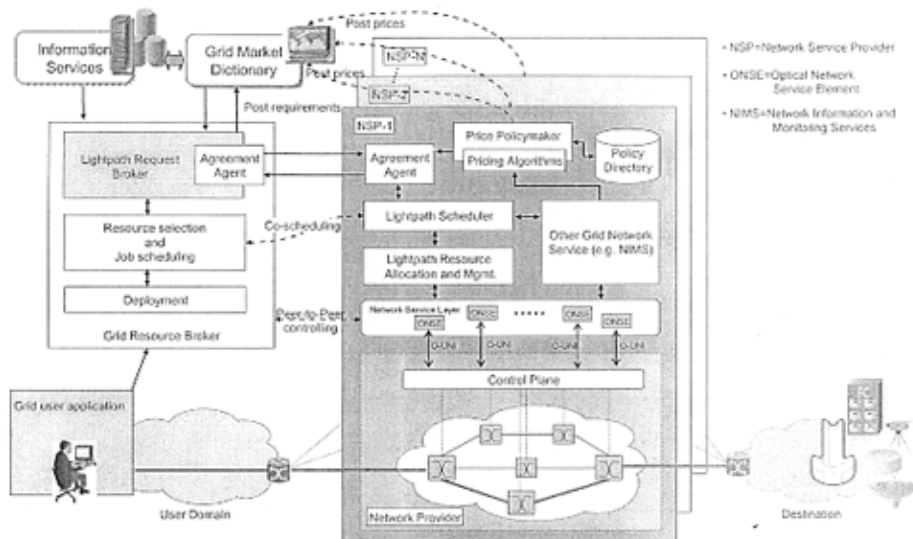 Information
Services
Grid Market
Dictionary
Post prices
Post prices
Post requirements
NSP-N
NSP-2
NSP-1
• NSP=Network Service Provider
• ONSE=Optical Network
Service Element
• NIMS=Network Information and
Monitoring Services
Lightpath Request
Broker
Agreement
Agent
Agreement
Agent
Price Policymaker
Pricing Algorithms
Policy
Directory
Resource selection
and
Job scheduling
Co-scheduling
Lightpath Scheduler
Other Grid Network
Service (e.g. NIMS)
Lightpath Resource
Allocation and Mgmt.
Deployment
Grid Resource Broker
Peer-to-Peer
controlling
Network Service Layer
ONSE
ONSE
ONSE
ONSE
O-UNI
O-UNI
O-UNI
O-UNI
Control Plane
Grid user application
User Domain
Network Provider
Destination